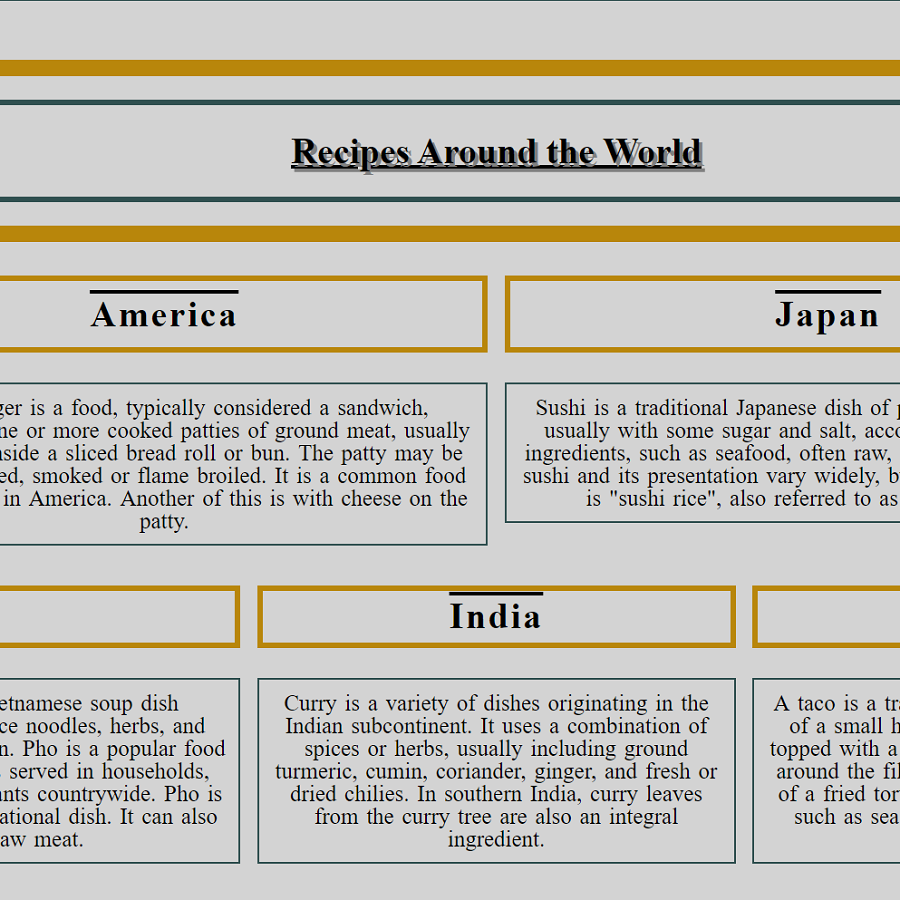 Recipes Around the World
America
Japan
ger is a food, typically considered a sandwich,
one or more cooked patties of ground meat, usually
inside a sliced bread roll or bun. The patty may be
ed, smoked or flame broiled. It is a common food
in America. Another of this is with cheese on the
patty.
Sushi is a traditional Japanese dish of
usually with some sugar and salt,
ingredients, such as seafood, often raw,
sushi and its presentation vary widely,
is "sushi rice", also referred to as
India
etnamese soup dish
ce noodles, herbs, and
n. Pho is a popular food
served in households,
ants countrywide. Pho is
ational dish. It can also
aw meat.
Curry is a variety of dishes originating in the
Indian subcontinent. It uses a combination of
spices or herbs, usually including ground
turmeric, cumin, coriander, ginger, and fresh or
dried chilies. In southern India, curry leaves
from the curry tree are also an integral
ingredient.
A taco is a tra
of a small h
topped with a
around the fil
of a fried tor
such as sea